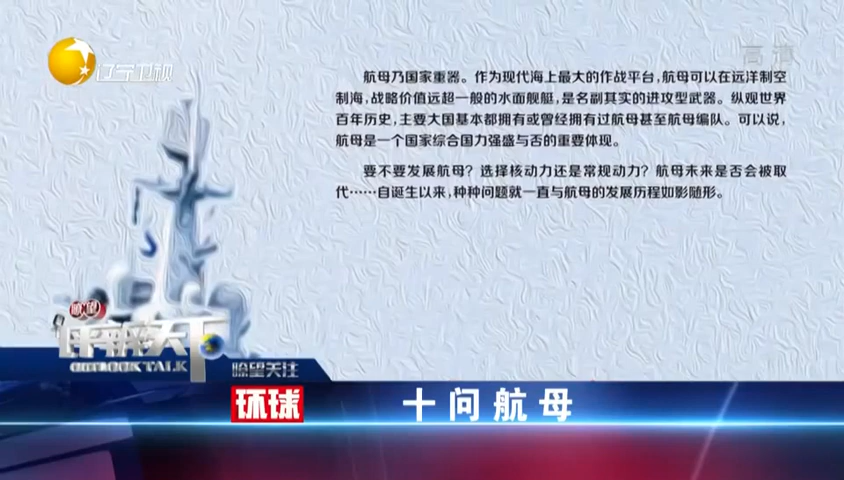 辽宁卫视
高清
航母乃国家重器。作为现代海上最大的作战平台，航母可以在远洋制空
制海，战略价值远超一般的水面舰艇，是名副其实的进攻型武器。纵观世界
百年历史，主要大国基本都拥有或曾经拥有过航母甚至航母编队。可以说，
航母是一个国家综合国力强盛与否的重要体现。
要不要发展航母？选择核动力还是常规动力？航母未来是否会被取
代……自诞生以来，种种问题就一直与航母的发展历程如影随形。
瞭望
评辨天下
OUTLOOK TALK
瞭望关注
环球
十问航母